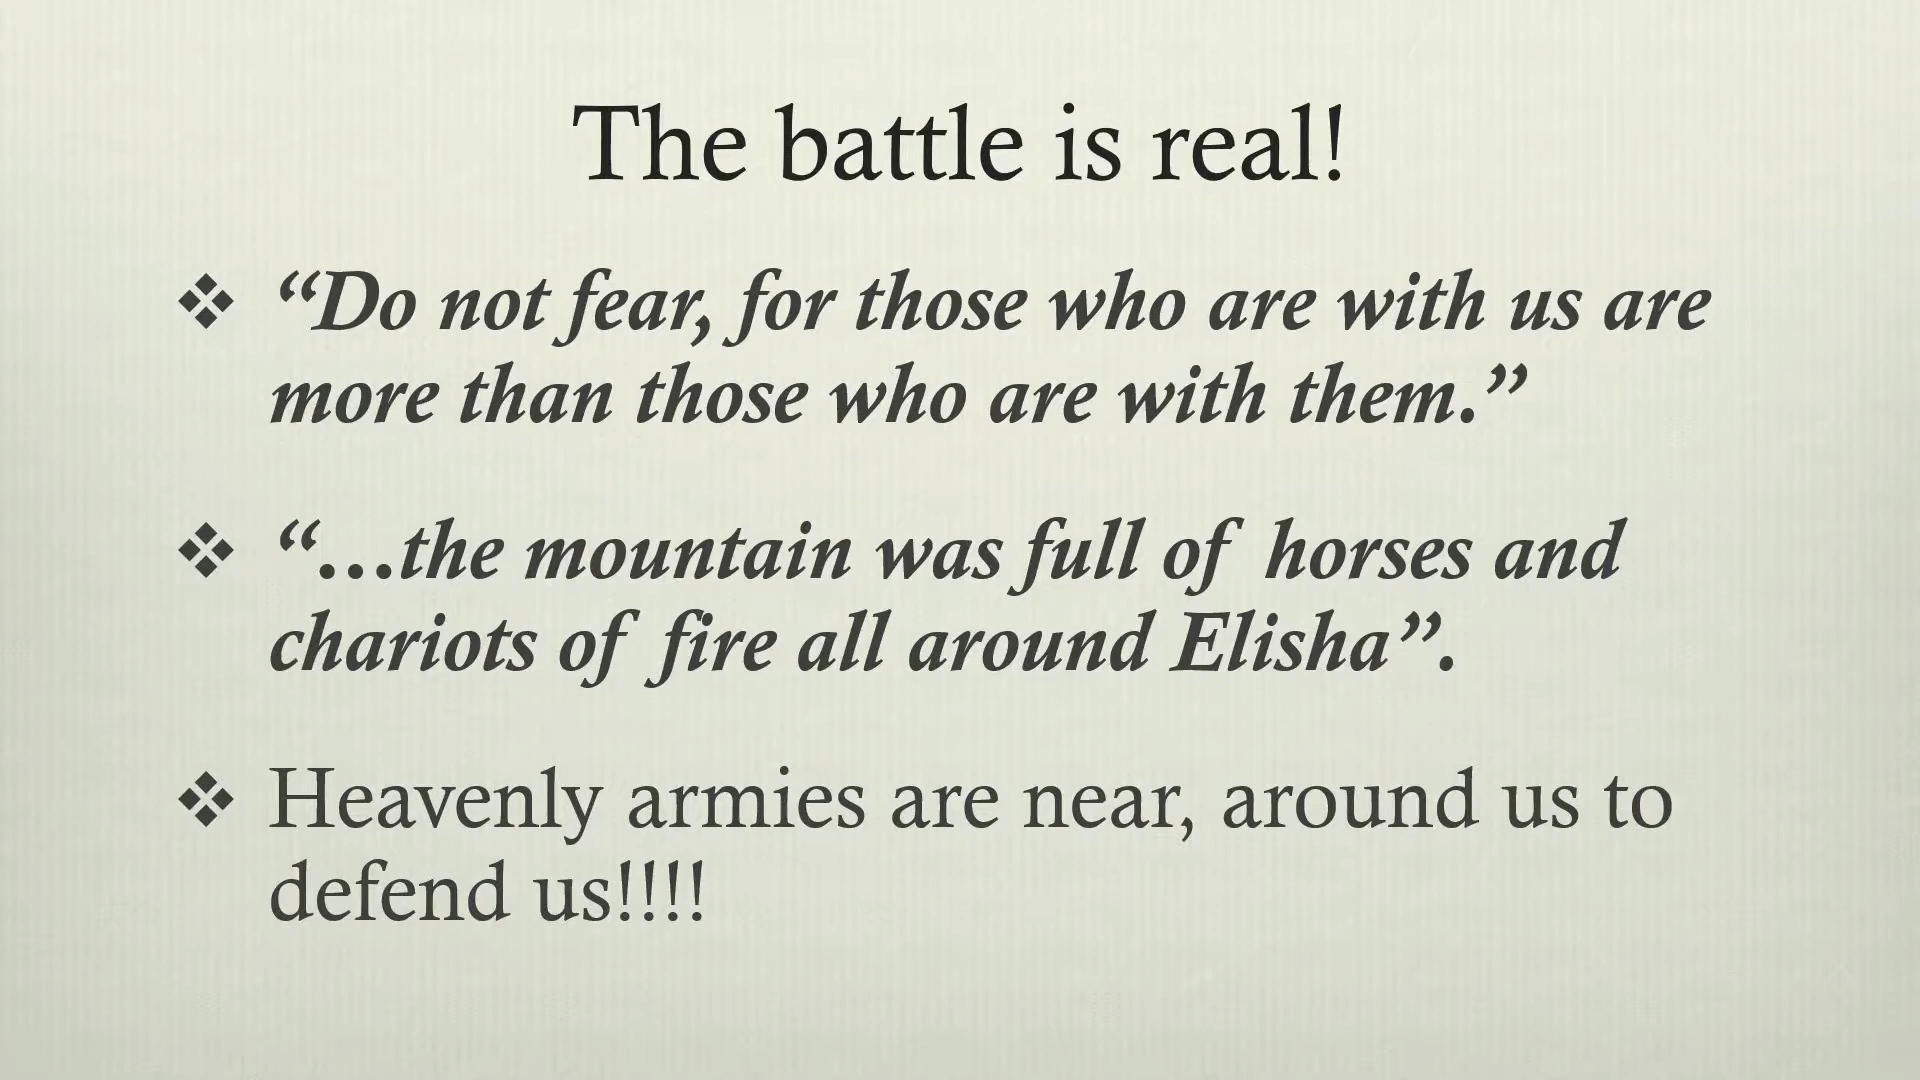 The battle is real!
❖ “Do not fear, for those who are with us are
more than those who are with them.”
❖ “…the mountain was full of horses and
chariots of fire all around Elisha”.
❖ Heavenly armies are near, around us to
defend us!!!!